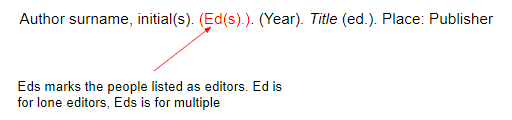 Author surname, initial(s). (Ed(s).). (Year). Title (ed.). Place: Publisher
Eds marks the people listed as editors. Ed is
for lone editors, Eds is for multiple